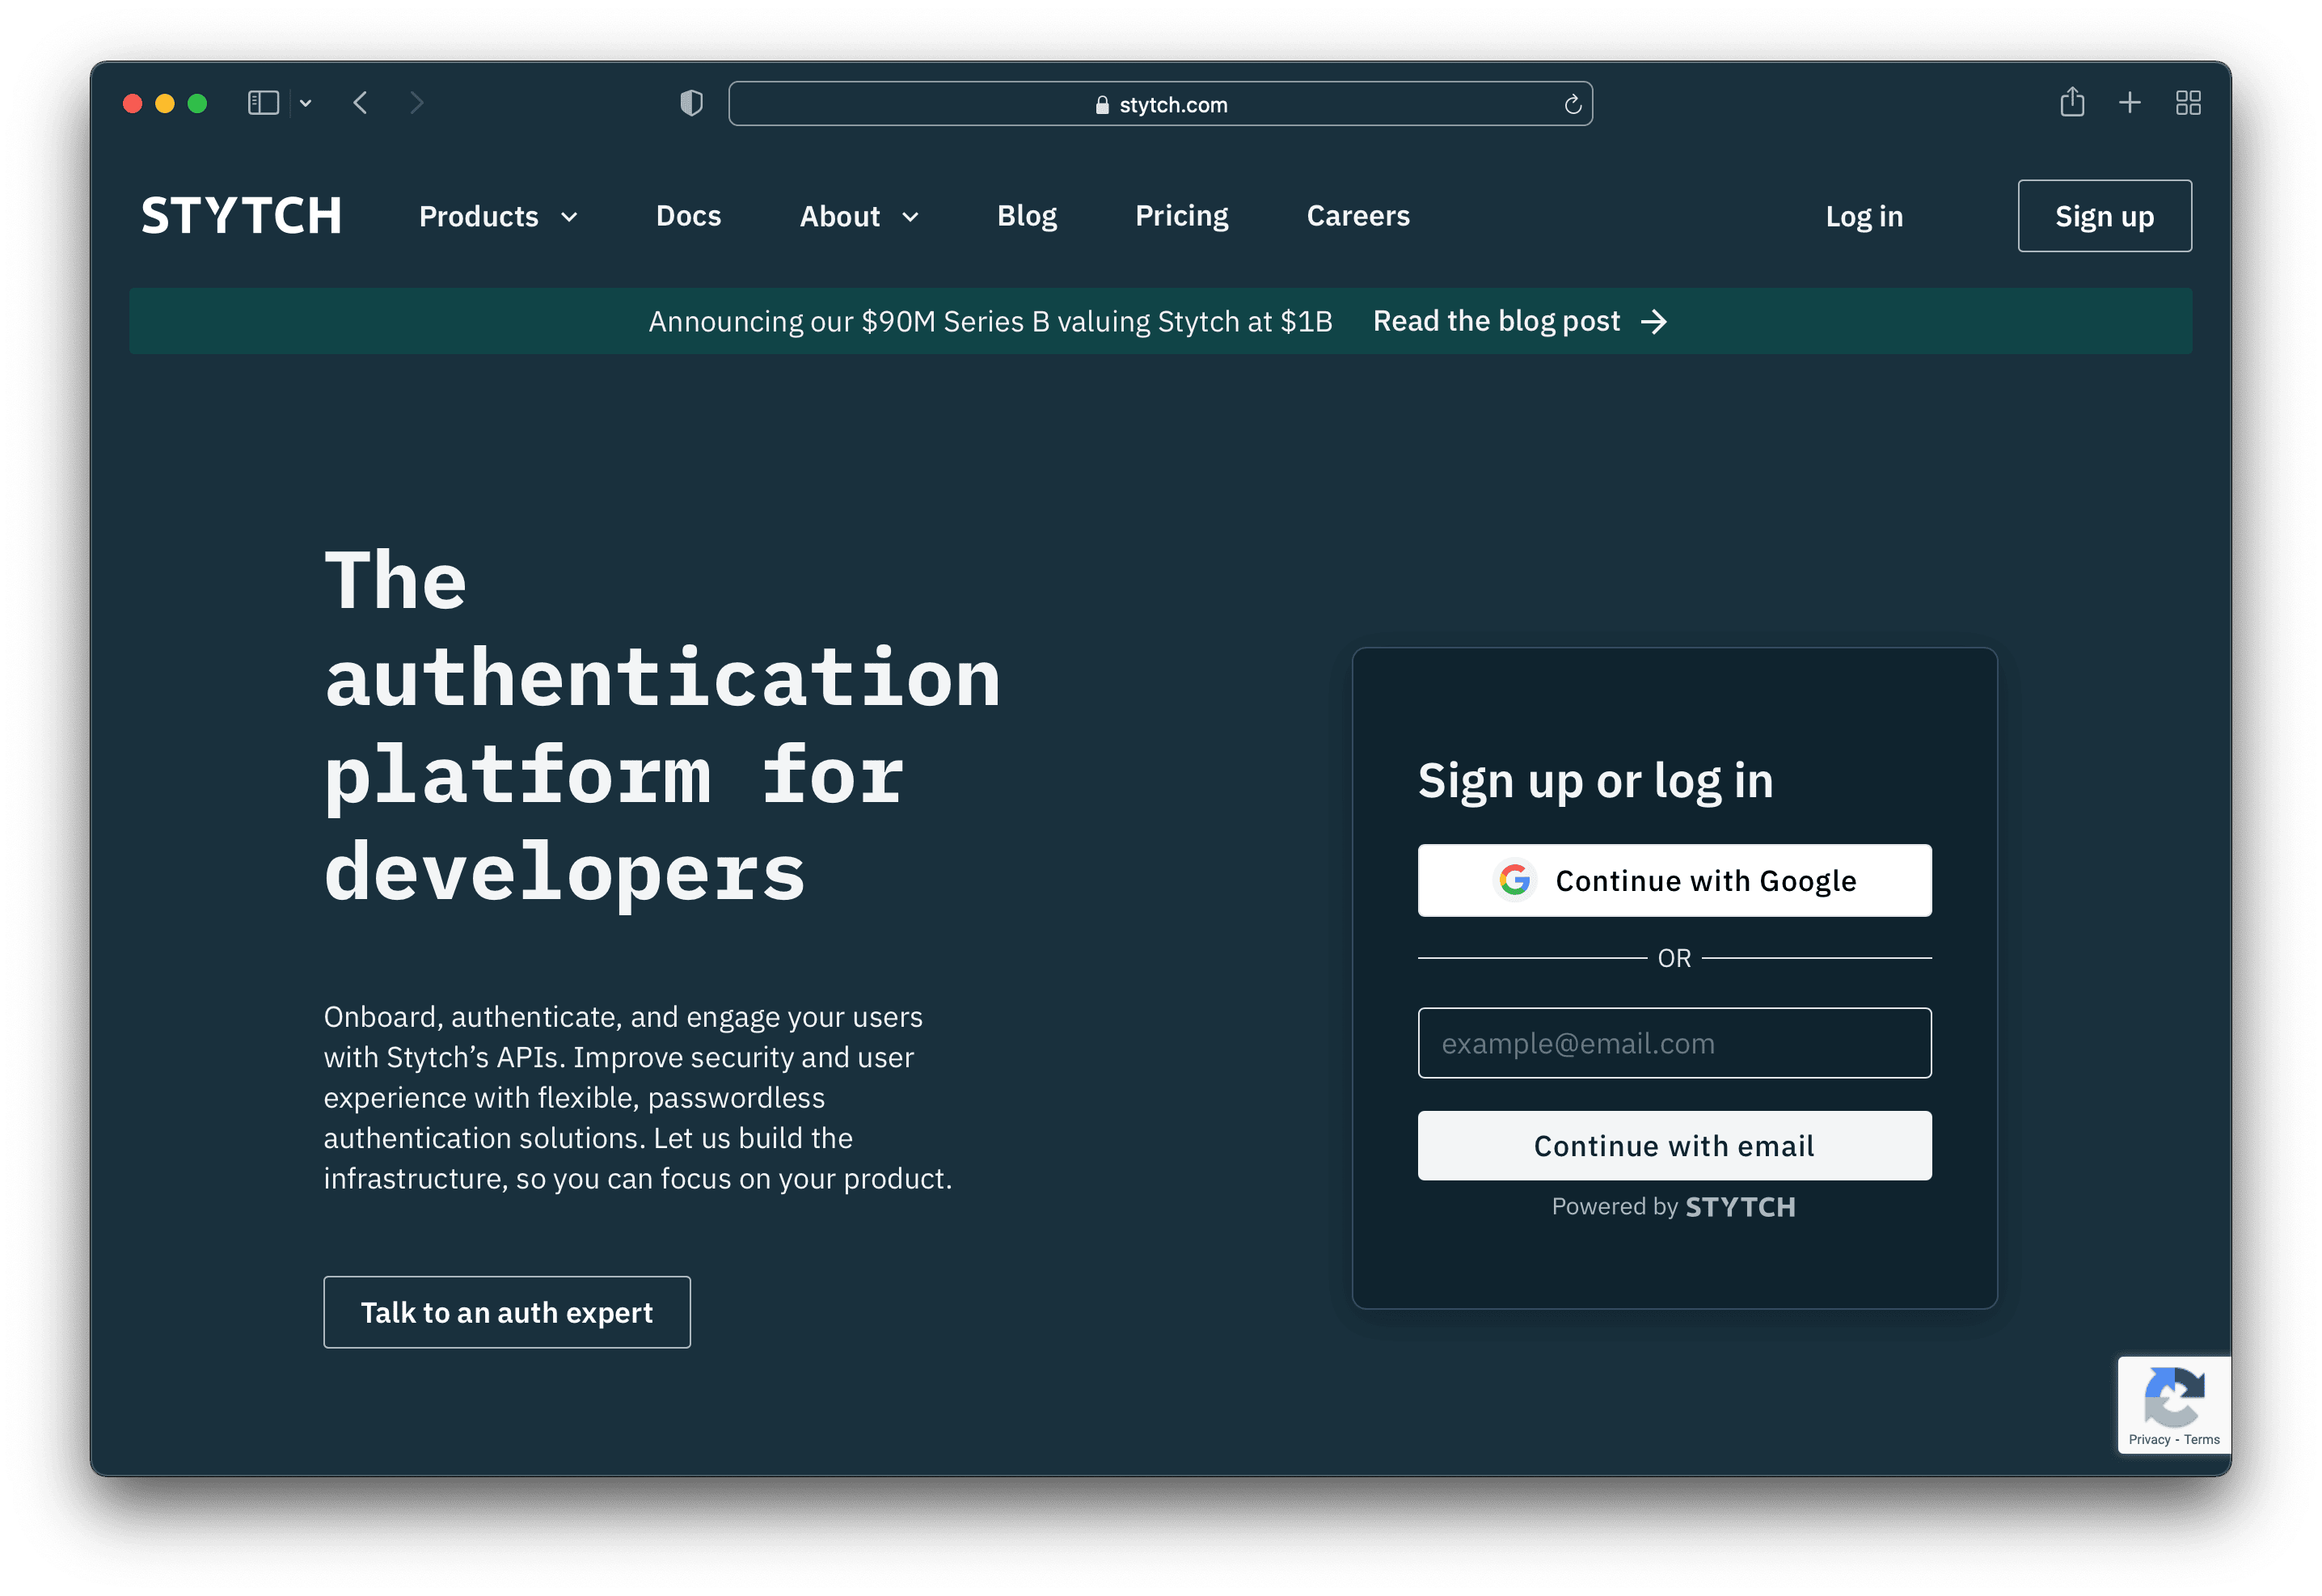 stytch.com
STYTCH
Products
Docs
About
Blog
Pricing
Careers
Log in
Sign up
Announcing our $90M Series B valuing Stytch at $1B Read the blog post →
The
authentication
platform for
developers
Onboard, authenticate, and engage your users
with Stytch’s APIs. Improve security and user
experience with flexible, passwordless
authentication solutions. Let us build the
infrastructure, so you can focus on your product.
Talk to an auth expert
Sign up or log in
Continue with Google
OR
example@email.com
Continue with email
Powered by STYTCH
Privacy - Terms